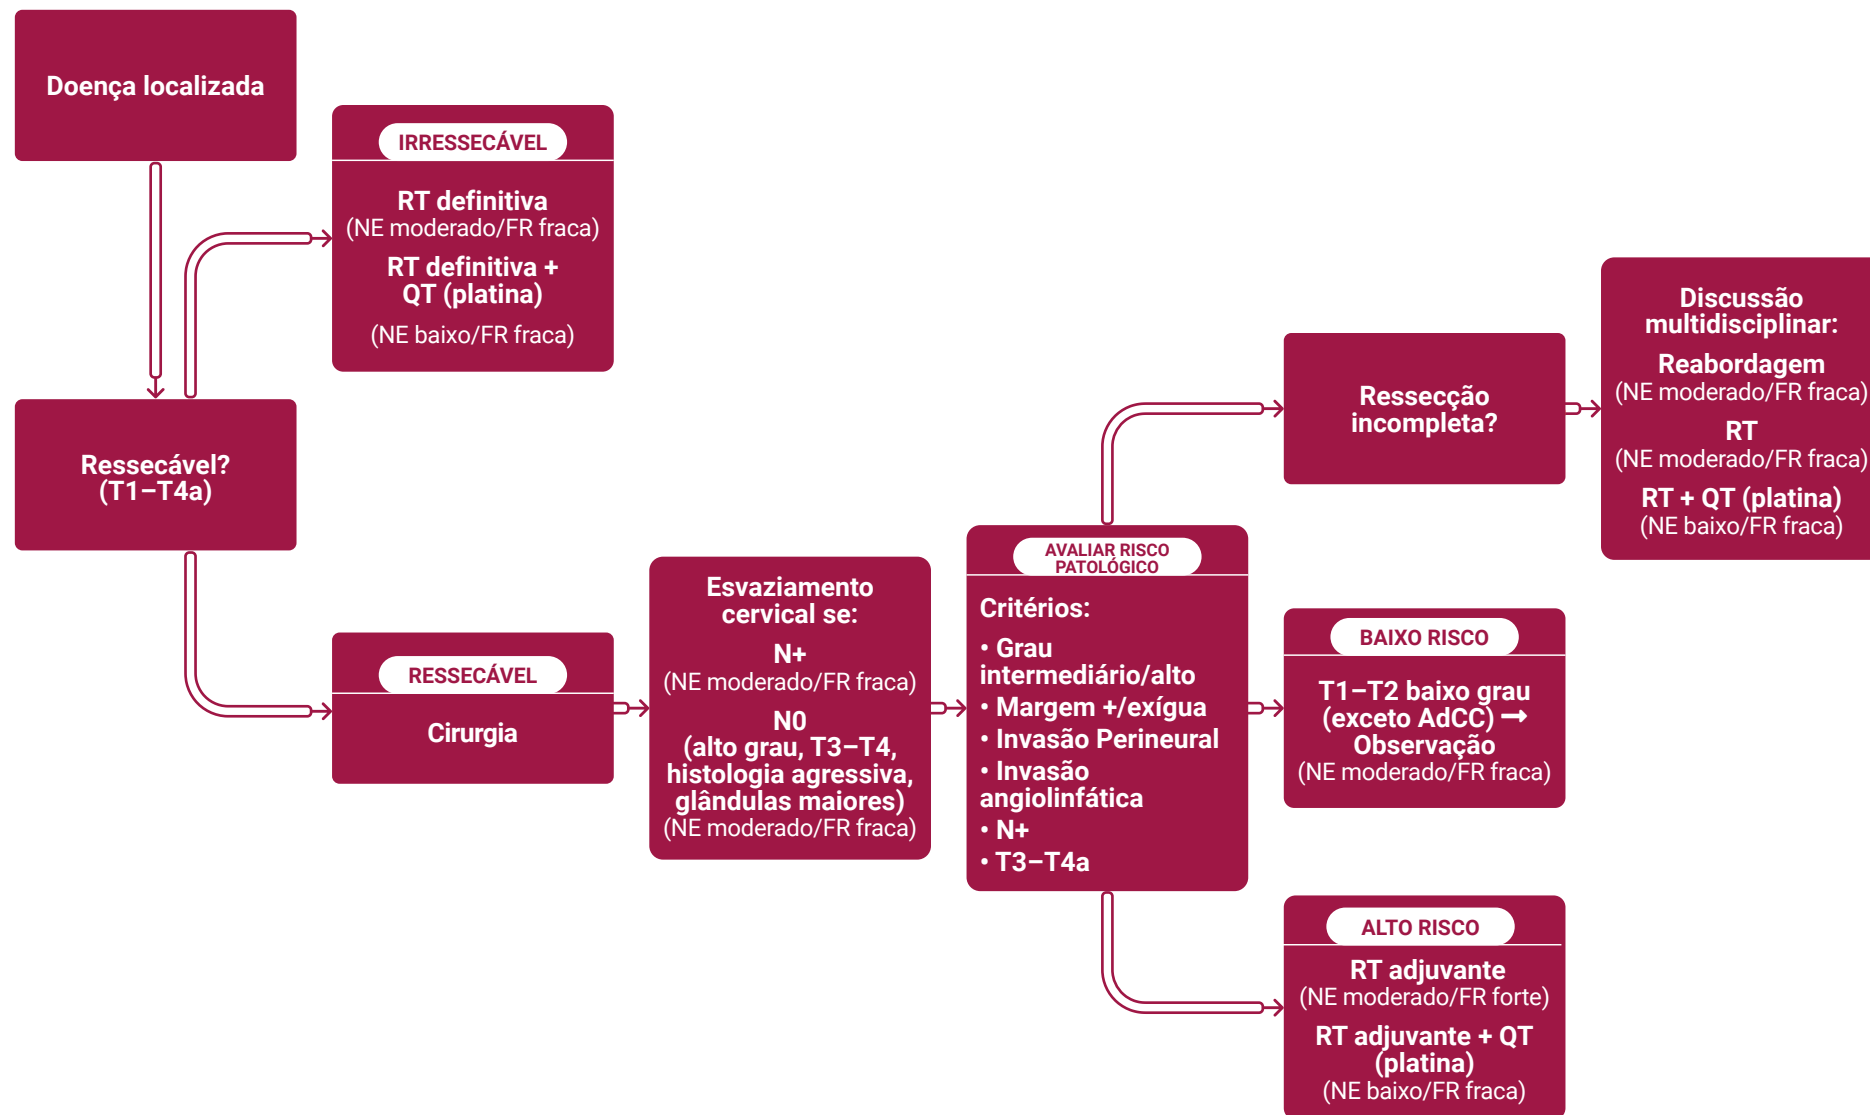 Doença localizada
IRRESSECÁVEL
RT definitiva
(NE moderado/FR fraca)
RT definitiva +
QT (platina)
(NE baixo/FR fraca)
Ressecável?
(T1–T4a)
RESSECÁVEL
Cirurgia
Esvaziamento
cervical se:
N+
(NE moderado/FR fraca)
N0
(alto grau, T3–T4,
histologia agressiva,
glândulas maiores)
(NE moderado/FR fraca)
AVALIAR RISCO
PATOLÓGICO
Critérios:
• Grau
intermediário/alto
• Margem +/exígua
• Invasão Perineural
• Invasão
angiolinfática
• N+
• T3–T4a
Ressecção
incompleta?
Discussão
multidisciplinar:
Reabordagem
(NE moderado/FR fraca)
RT
(NE moderado/FR fraca)
RT + QT (platina)
(NE baixo/FR fraca)
BAIXO RISCO
T1–T2 baixo grau
(exceto AdCC) ➞
Observação
(NE moderado/FR fraca)
ALTO RISCO
RT adjuvante
(NE moderado/FR forte)
RT adjuvante + QT
(platina)
(NE baixo/FR fraca)